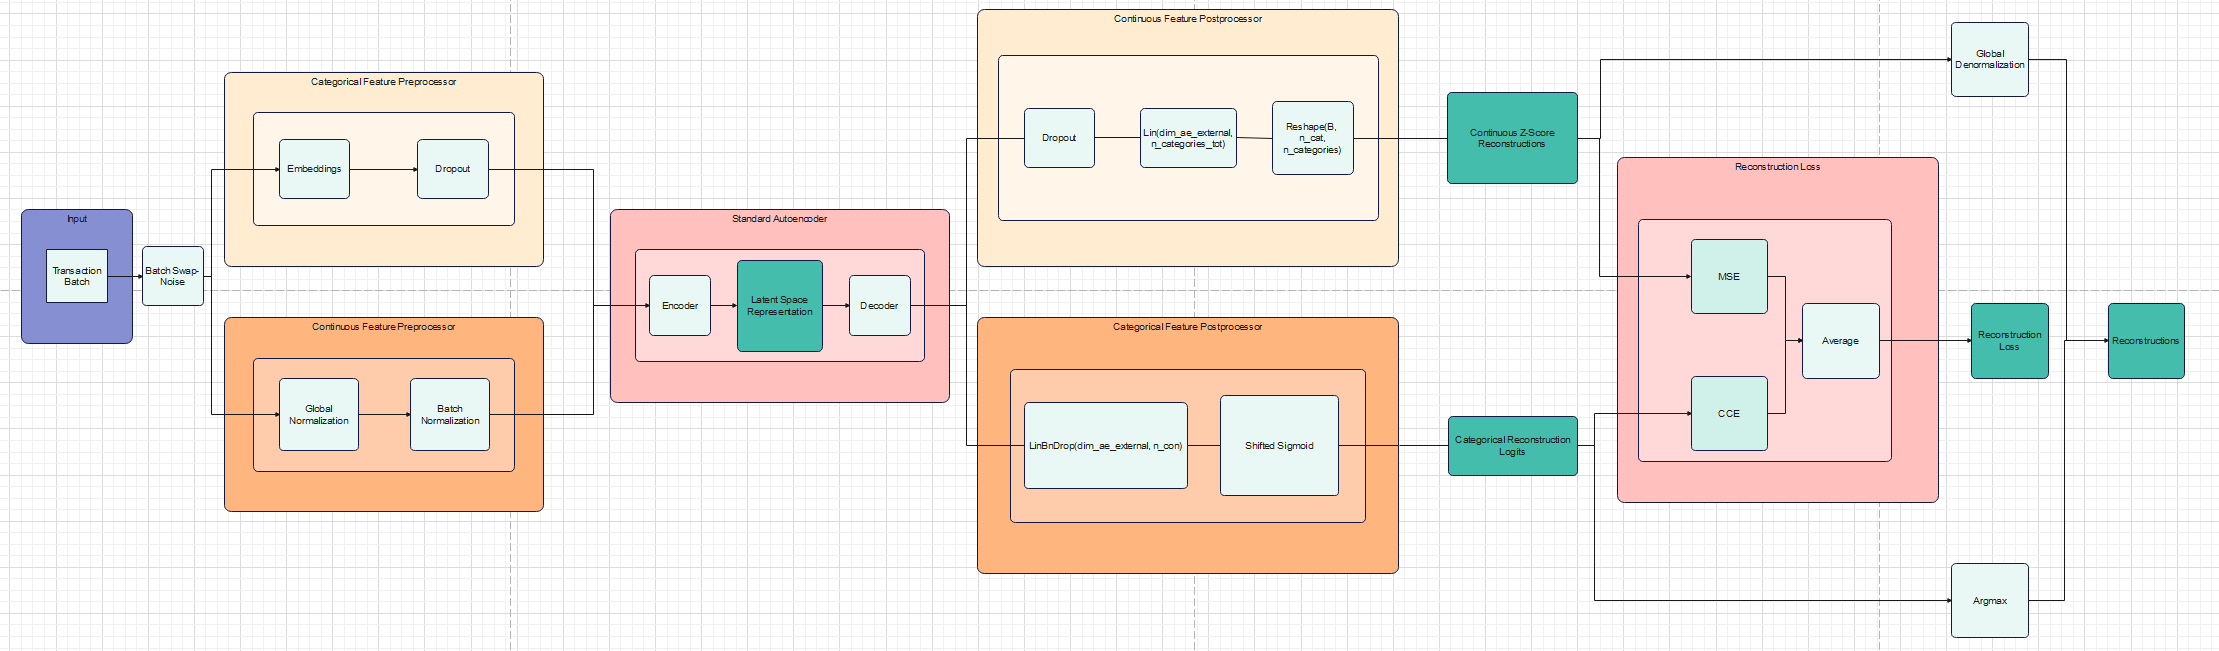 Input
Transaction
Batch
Batch Swap-
Noise
Categorical Feature Preprocessor
Embeddings
Dropout
Continuous Feature Preprocessor
Global
Normalization
Batch
Normalization
Standard Autoencoder
Encoder
Latent Space
Representation
Decoder
Continuous Feature Postprocessor
Dropout
Lin(dim_ae_external,
n_categories_tot)
Reshape(B,
n_cat,
n_categories)
Categorical Feature Postprocessor
LinBnDrop(dim_ae_external, n_con)
Shifted Sigmoid
Continuous Z-Score
Reconstructions
Categorical Reconstruction
Logits
Reconstruction Loss
MSE
CCE
Average
Global
Denormalization
Reconstruction
Loss
Argmax
Reconstructions